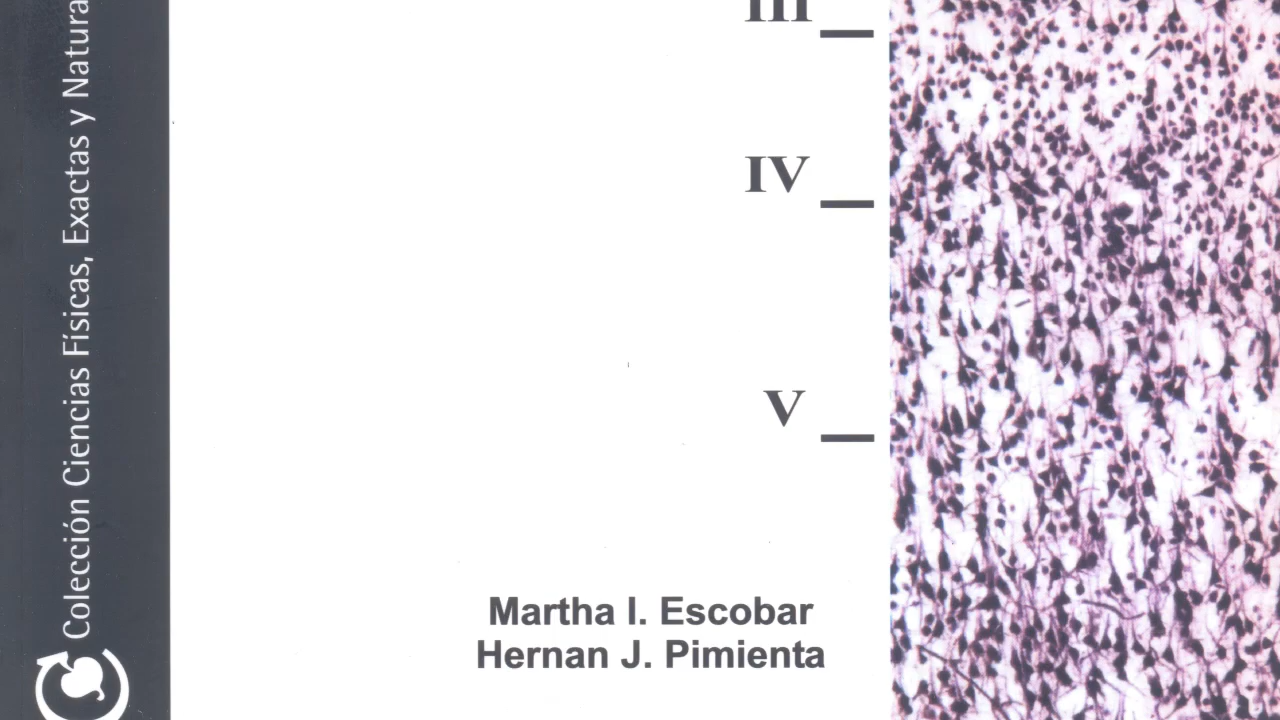 Colección Ciencias Físicas, Exactas y Natura
III
IV
V
Martha I. Escobar
Hernan J. Pimienta